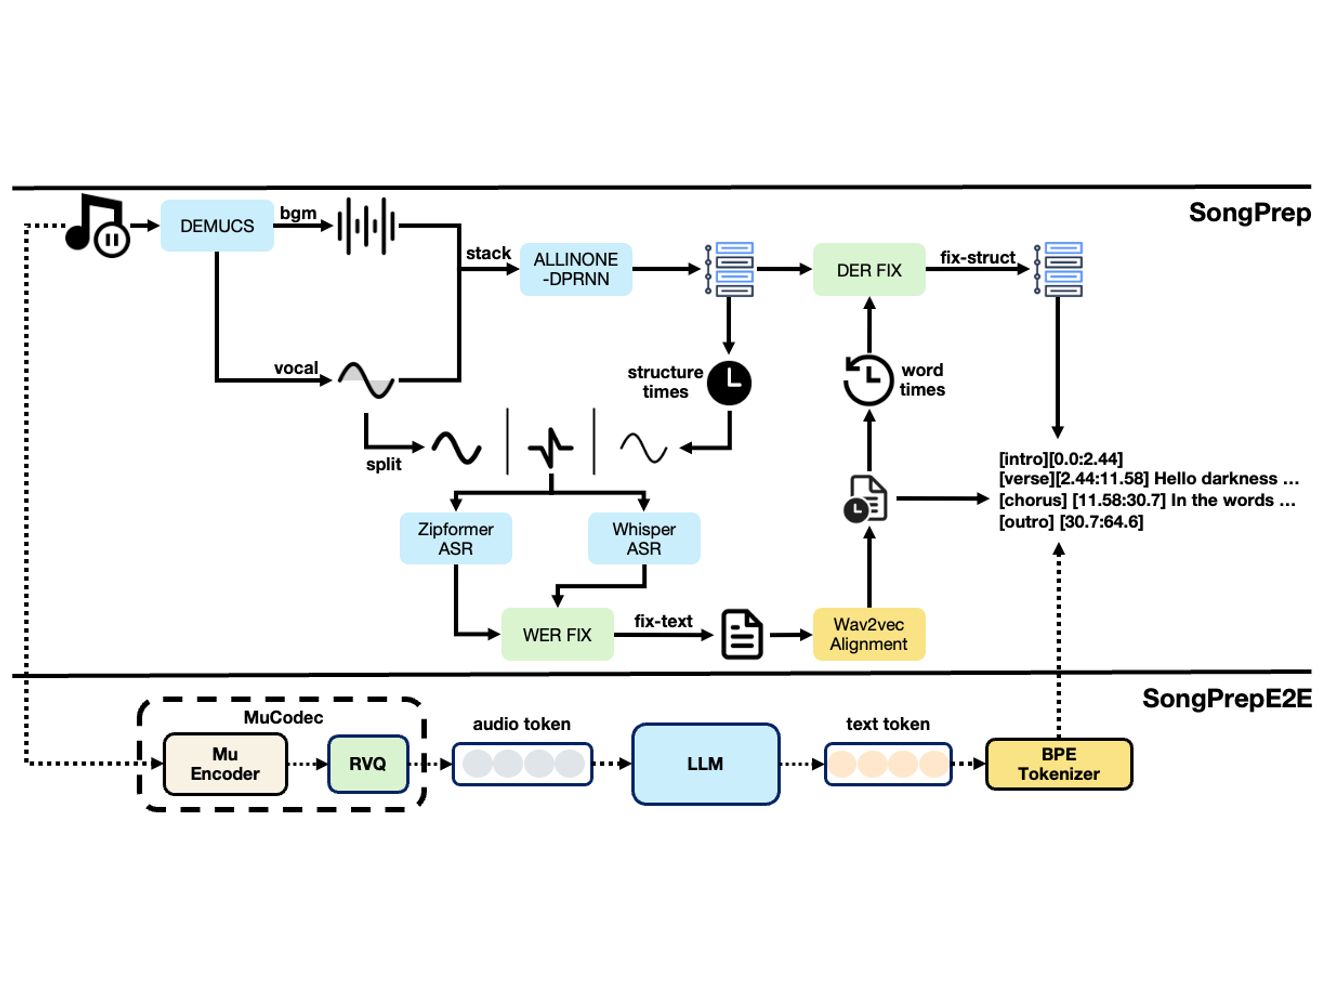 SongPrep
DEMUCS
bgm
vocal
stack
ALLINONE
-DPRNN
DER FIX
fix-struct
structure
times
word
times
split
Zipformer
ASR
Whisper
ASR
WER FIX
fix-text
Wav2vec
Alignment
[intro][0.0:2.44]
[verse][2.44:11.58] Hello darkness ...
[chorus] [11.58:30.7] In the words ...
[outro] [30.7:64.6]
SongPrepE2E
MuCodec
Mu
Encoder
RVQ
audio token
LLM
text token
BPE
Tokenizer